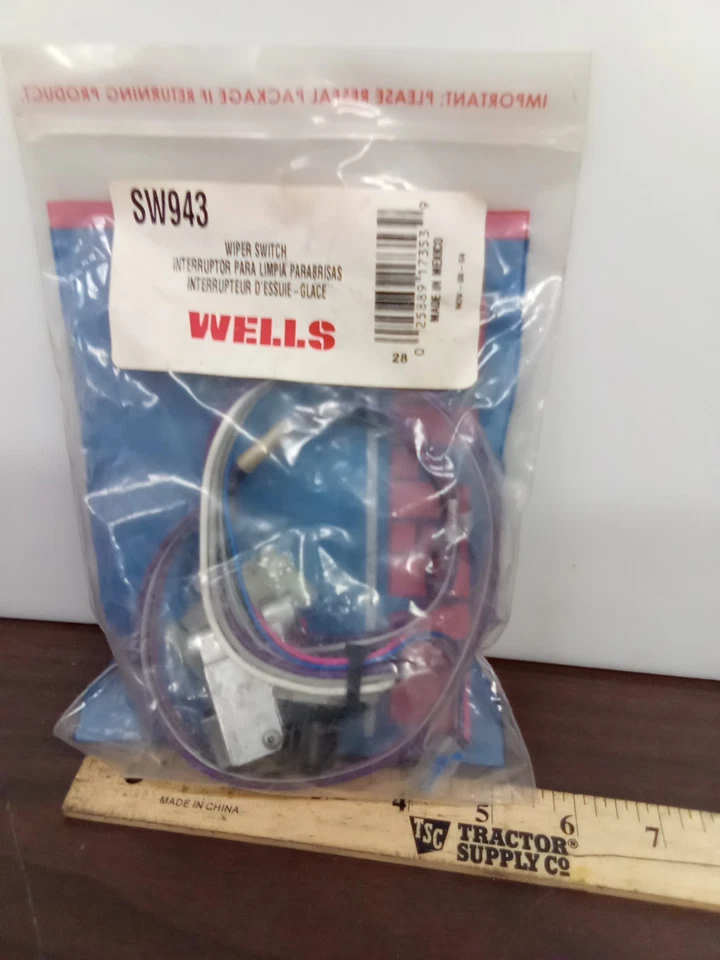 IMPORTANT: PLEASE RESEAL PACKAGE IF RETURNING PRODUCT.
SW943
WIPER SWITCH
INTERRUPTOR PARA LIMPIA PARABRISAS
INTERRUPTEUR D'ESSUIE-GLACE
WELLS
28
0 25889 17353 9
MADE IN MEXICO
MADE IN CHINA
4 5 6 7
TSC TRACTOR®
SUPPLY CO